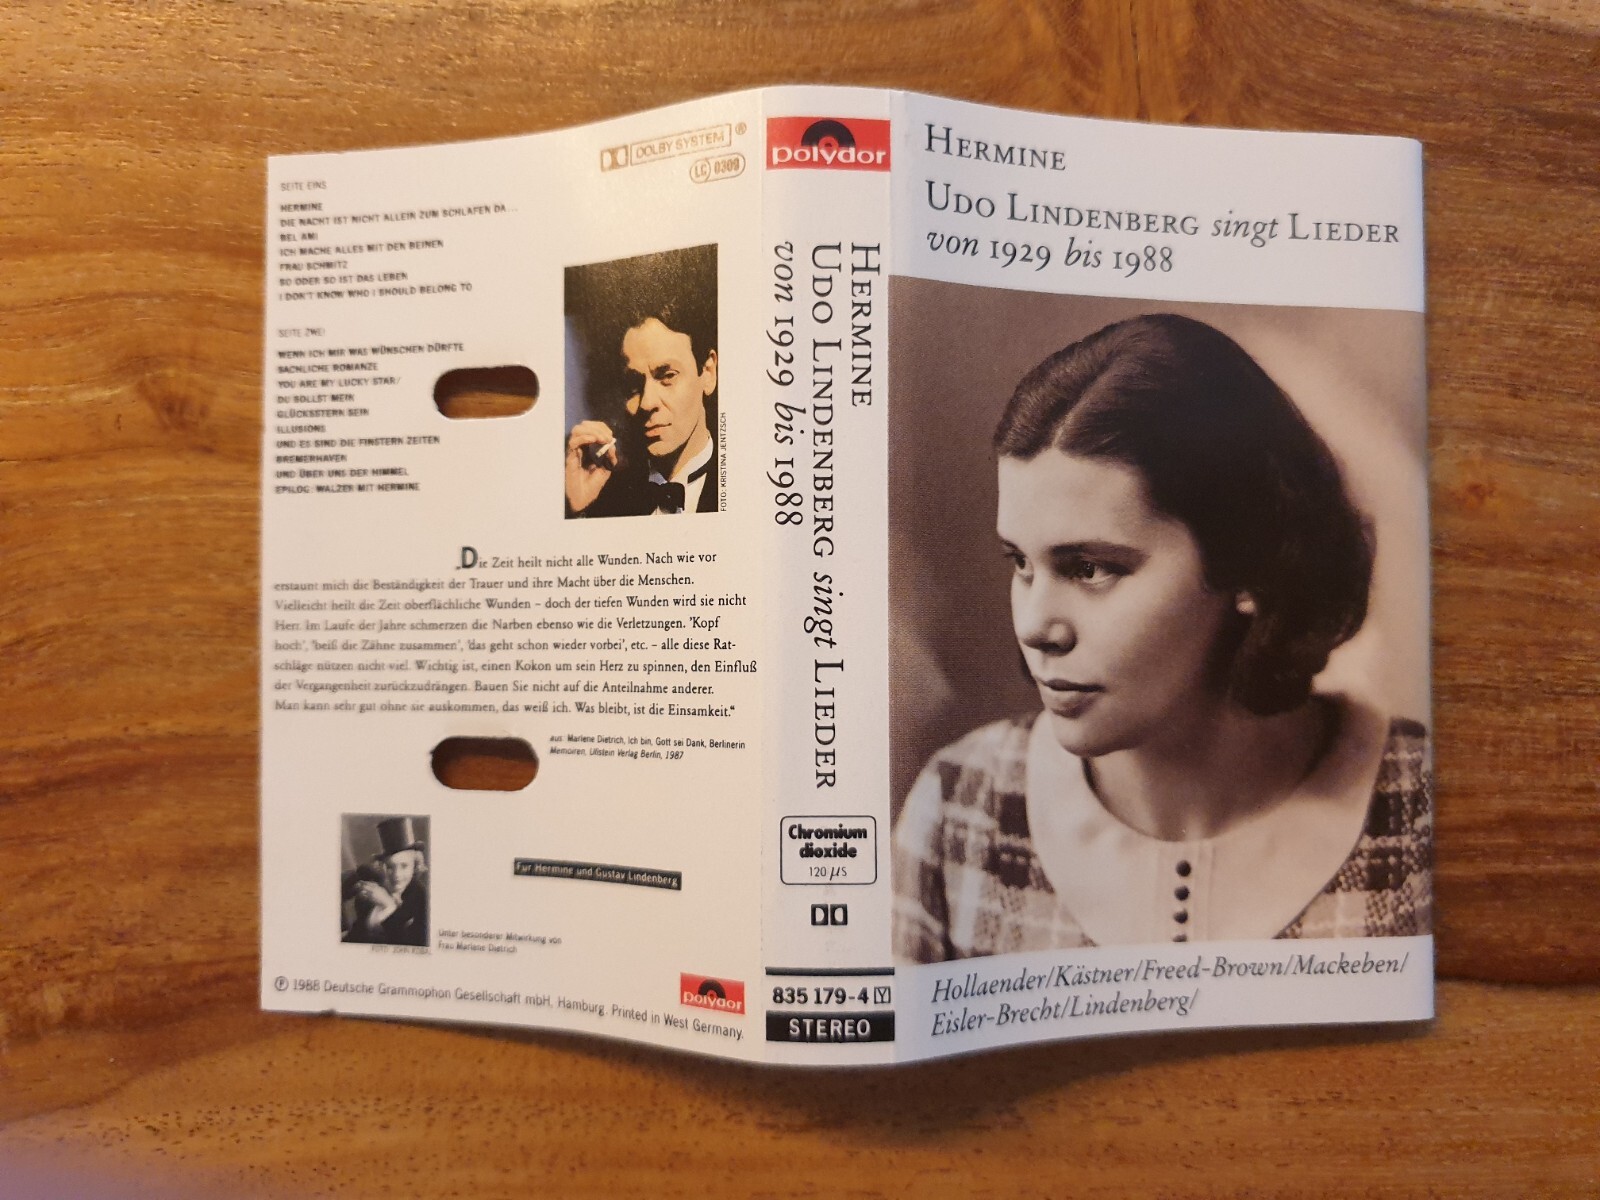 DOLBY SYSTEM ®
LC 0309
SEITE EINS
HERMINE
DIE NACHT IST NICHT ALLEIN ZUM SCHLAFEN DA...
BEL AMI
ICH MACHE ALLES MIT DEN BEINEN
FRAU SCHMITZ
SO ODER SO IST DAS LEBEN
I DON'T KNOW WHO I SHOULD BELONG TO
SEITE ZWEI
WENN ICH MIR WAS WÜNSCHEN DÜRFTE
SACHLICHE ROMANZE
YOU ARE MY LUCKY STAR/
DU SOLLST MEIN
GLÜCKSSTERN SEIN
ILLUSIONS
UND ES SIND DIE FINSTERN ZEITEN
BREMERHAVEN
UND ÜBER UNS DER HIMMEL
EPILOG: WALZER MIT HERMINE
FOTO: KRISTINA JENTZSCH
„Die Zeit heilt nicht alle Wunden. Nach wie vor
erstaunt mich die Beständigkeit der Trauer und ihre Macht über die Menschen.
Vielleicht heilt die Zeit oberflächliche Wunden – doch der tiefen Wunden wird sie nicht
Herr. Im Laufe der Jahre schmerzen die Narben ebenso wie die Verletzungen. 'Kopf
hoch', 'beiß die Zähne zusammen', 'das geht schon wieder vorbei', etc. – alle diese Rat-
schläge nützen nicht viel. Wichtig ist, einen Kokon um sein Herz zu spinnen, den Einfluß
der Vergangenheit zurückzudrängen. Bauen Sie nicht auf die Anteilnahme anderer.
Man kann sehr gut ohne sie auskommen, das weiß ich. Was bleibt, ist die Einsamkeit.“
aus: Marlene Dietrich, Ich bin, Gott sei Dank, Berlinerin
Memoiren, Ullstein Verlag Berlin, 1987
Für Hermine und Gustav Lindenberg
FOTO: JOHN KOBAL
Unter besonderer Mitwirkung von
Frau Marlene Dietrich
polydor
℗ 1988 Deutsche Grammophon Gesellschaft mbH, Hamburg. Printed in West Germany.
polydor
HERMINE
UDO LINDENBERG singt LIEDER
von 1929 bis 1988
Chromium
dioxide
120 µs
835 179-4 Y
STEREO
HERMINE
UDO LINDENBERG singt LIEDER
von 1929 bis 1988
Hollaender/Kästner/Freed-Brown/Mackeben/
Eisler-Brecht/Lindenberg/